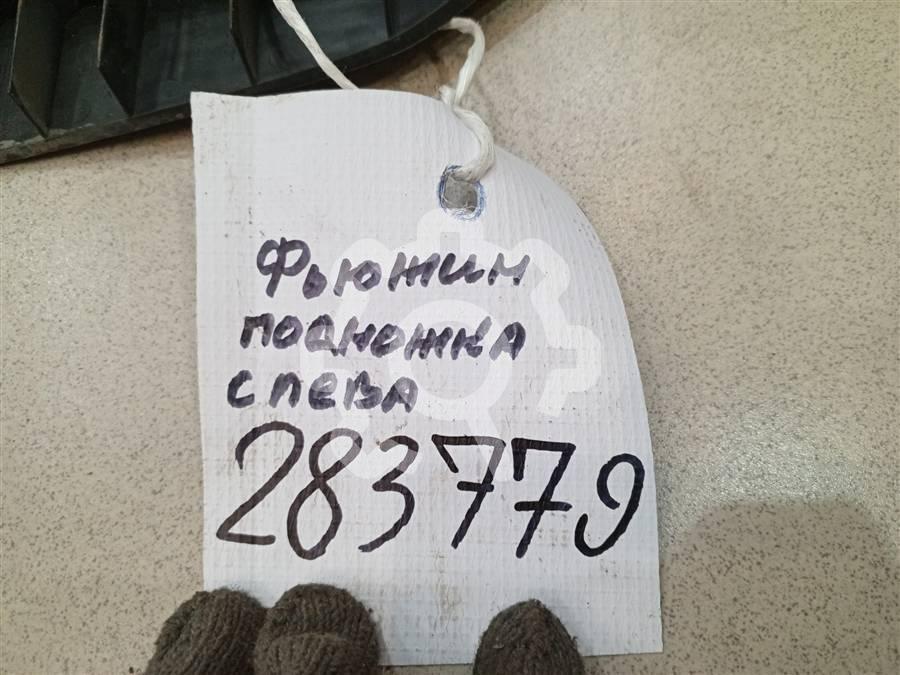 Фьюжин
подножка
слева
283779